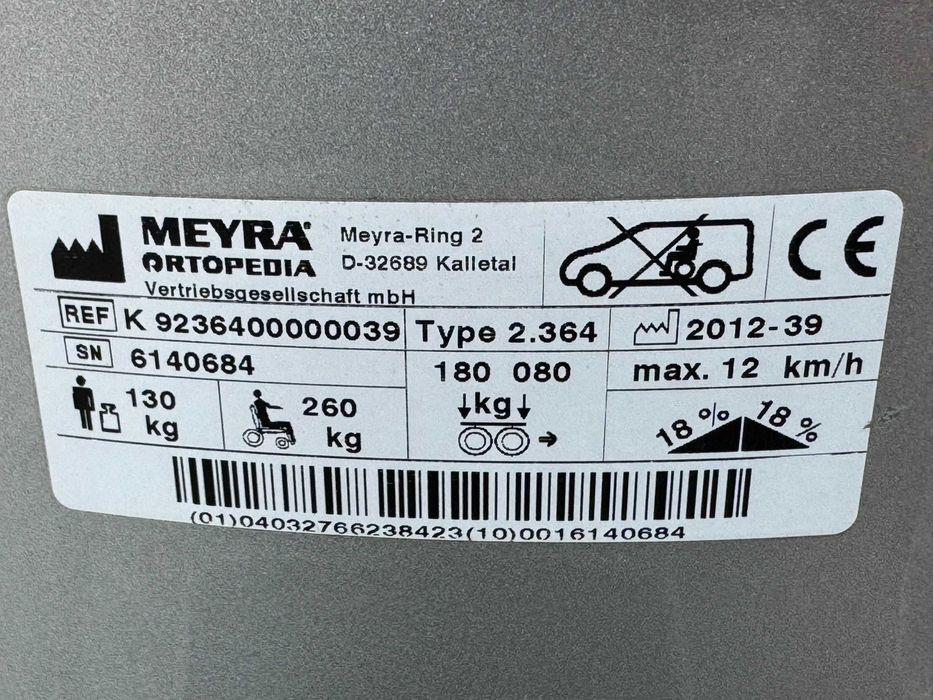 MEYRA
ORTOPEDIA
Vertriebsgesellschaft mbH
Meyra-Ring 2
D-32689 Kalletal
CE
REF K 9236400000039
Type 2.364
2012-39
SN 6140684
180 080
kg
max. 12 km/h
130
kg
260
kg
18 % 18 %
(01)04032766238423(10)0016140684